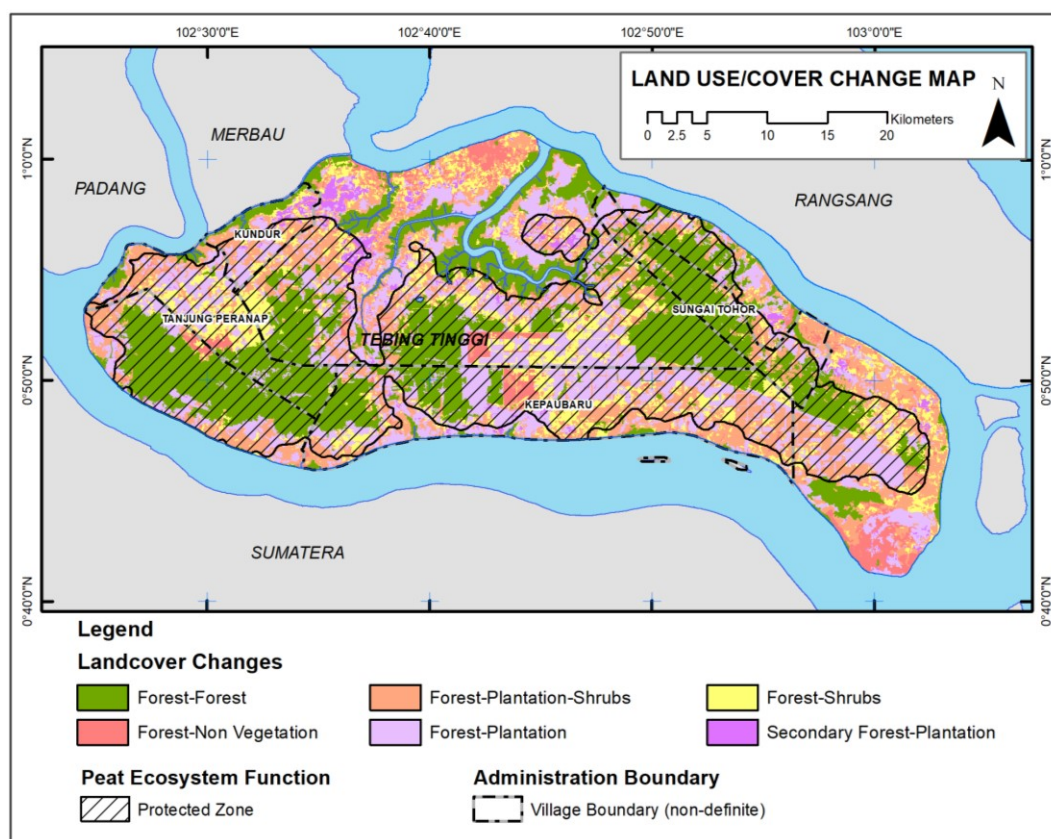 102°30'0"E 102°40'0"E 102°50'0"E 103°0'0"E
LAND USE/COVER CHANGE MAP
N
0 2.5 5 10 15 20 Kilometers
MERBAU
1°0'0"N 1°0'0"N
PADANG
RANGSANG
KUNDUR
TANJUNG PERANAP
SUNGAI TOHOR
TEBING TINGGI
0°50'0"N 0°50'0"N
KEPAUBARU
SUMATERA
0°40'0"N 0°40'0"N
Legend
Landcover Changes
Forest-Forest Forest-Plantation-Shrubs Forest-Shrubs
Forest-Non Vegetation Forest-Plantation Secondary Forest-Plantation
Peat Ecosystem Function Administration Boundary
Protected Zone Village Boundary (non-definite)